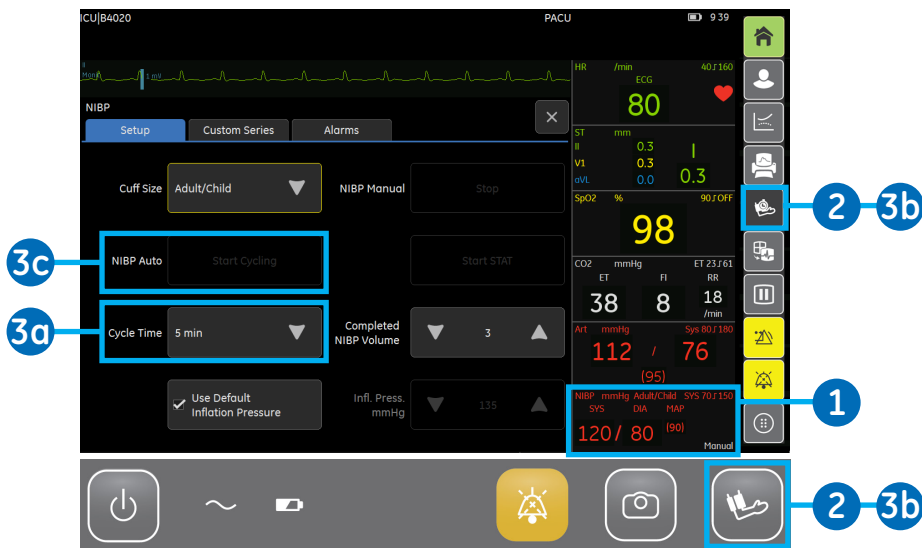 ICU|B4020 PACU 9 39
II
Moni 1 mV
HR /min 40 160
ECG
80
NIBP
Setup Custom Series Alarms
ST mm
II 0.3 I
V1 0.3
aVL 0.0 0.3
Cuff Size Adult/Child NIBP Manual Stop
SpO2 % 90 OFF
98
2 3b
3c
NIBP Auto Start Cycling Start STAT
CO2 mmHg ET 23 61
ET FI RR
38 8 18
/min
3a
Cycle Time 5 min Completed
NIBP Volume 3
Art mmHg Sys 80 180
112 / 76
(95)
Use Default
Inflation Pressure
Infl. Press.
mmHg 135
NIBP mmHg Adult/Child SYS 70 150
SYS DIA MAP
120/ 80 (90)
Manual
1
2 3b